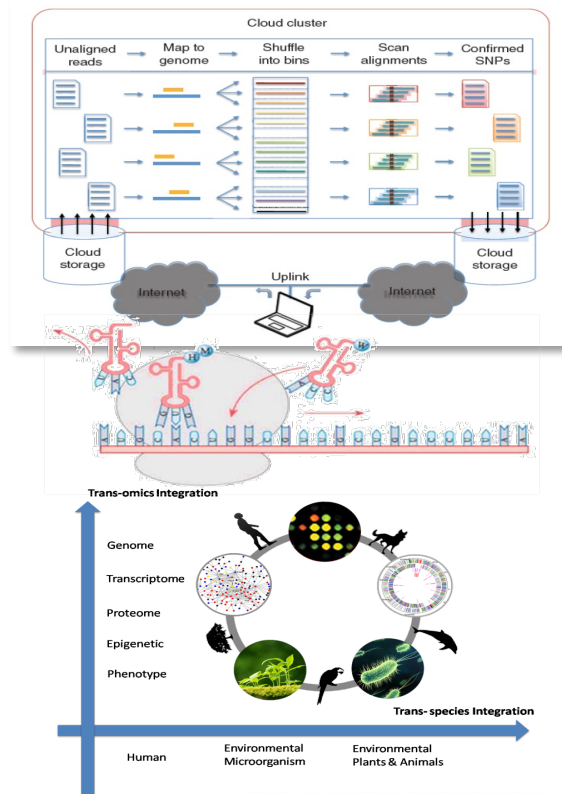 Cloud cluster
Unaligned
reads
Map to
genome
Shuffle
into bins
Scan
alignments
Confirmed
SNPs
Cloud
storage
Internet
Uplink
Internet
Cloud
storage
H
M
Trans-omics Integration
Genome
Transcriptome
Proteome
Epigenetic
Phenotype
Trans- species Integration
Human
Environmental
Microorganism
Environmental
Plants & Animals